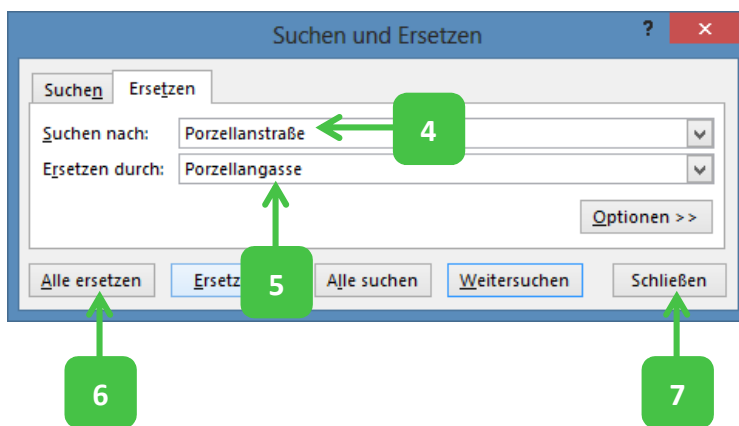 Suchen und Ersetzen ? ×
Suchen Ersetzen
Suchen nach: Porzellanstraße 4
Ersetzen durch: Porzellangasse
Optionen >>
Alle ersetzen 5 Alle suchen Weitersuchen Schließen
6 7